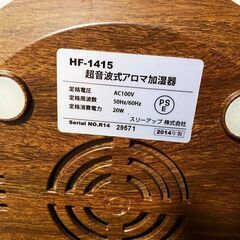 HF-1415
超音波式アロマ加湿器
定格電圧 AC100V
定格周波数 50Hz/60Hz
定格消費電力 20W
PSE
Serial NO.R14 29571
スリーアップ 株式会社
2014年製